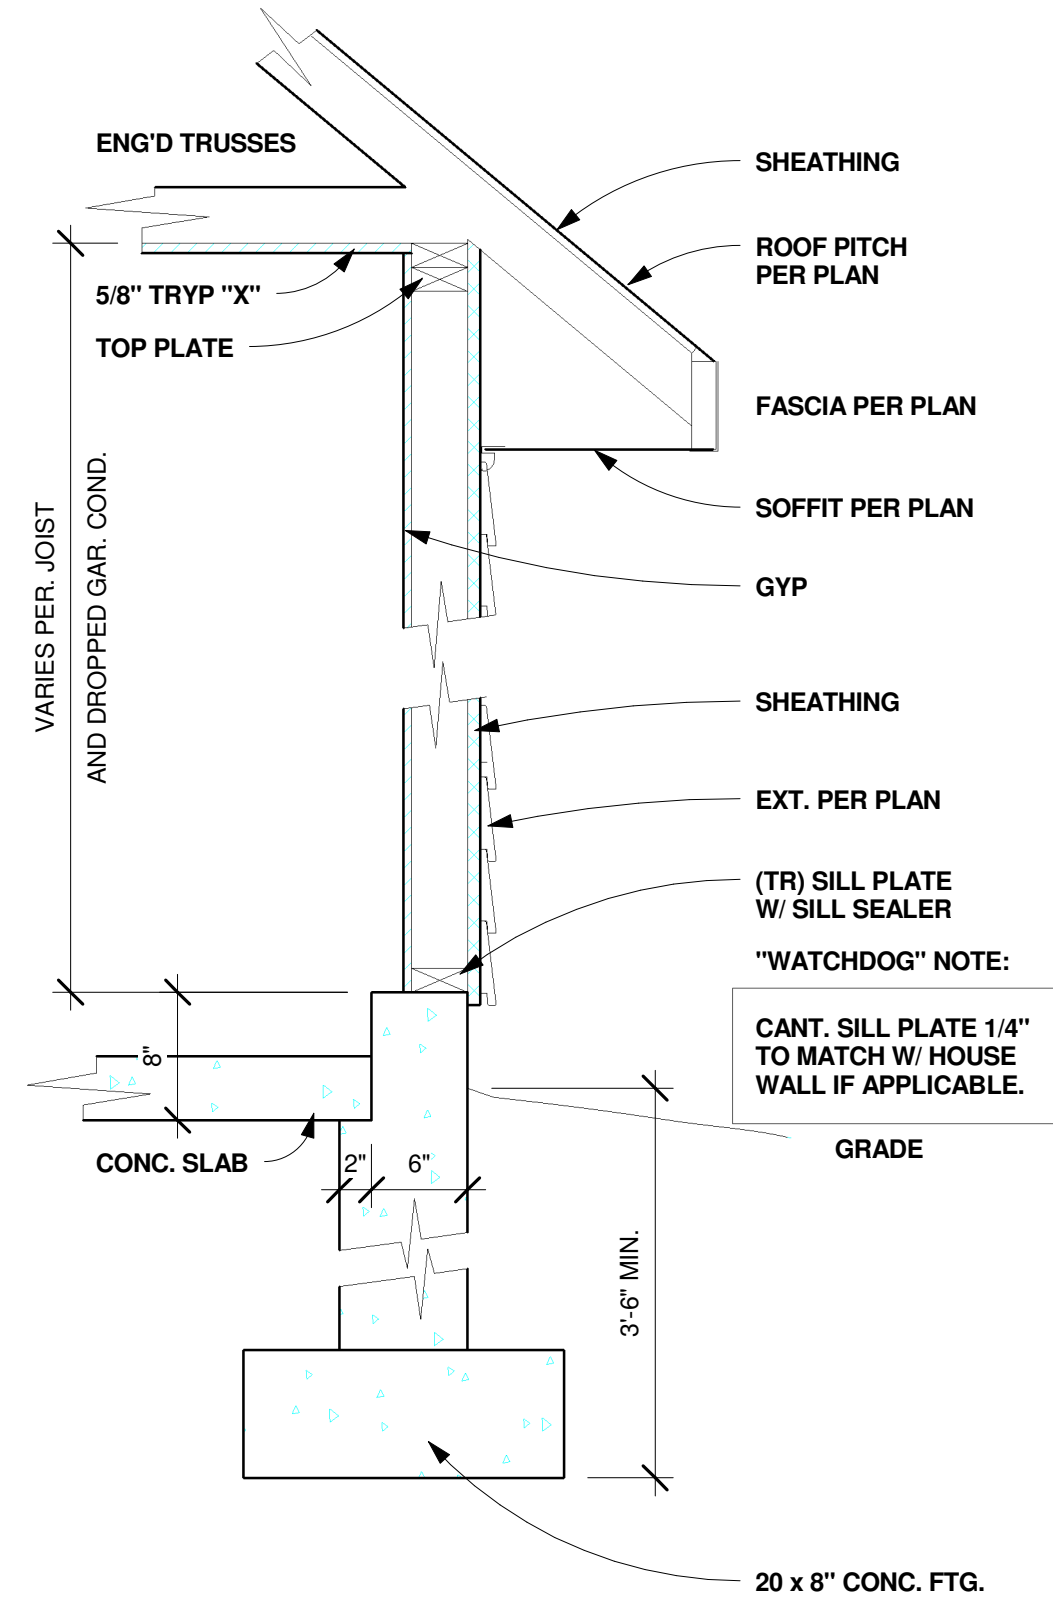 ENG'D TRUSSES
SHEATHING
ROOF PITCH
PER PLAN
5/8" TRYP "X"
TOP PLATE
FASCIA PER PLAN
SOFFIT PER PLAN
VARIES PER. JOIST
AND DROPPED GAR. COND.
GYP
SHEATHING
EXT. PER PLAN
(TR) SILL PLATE
W/ SILL SEALER
"WATCHDOG" NOTE:
CANT. SILL PLATE 1/4"
TO MATCH W/ HOUSE
WALL IF APPLICABLE.
8"
GRADE
CONC. SLAB
2"
6"
3'-6" MIN.
20 x 8" CONC. FTG.